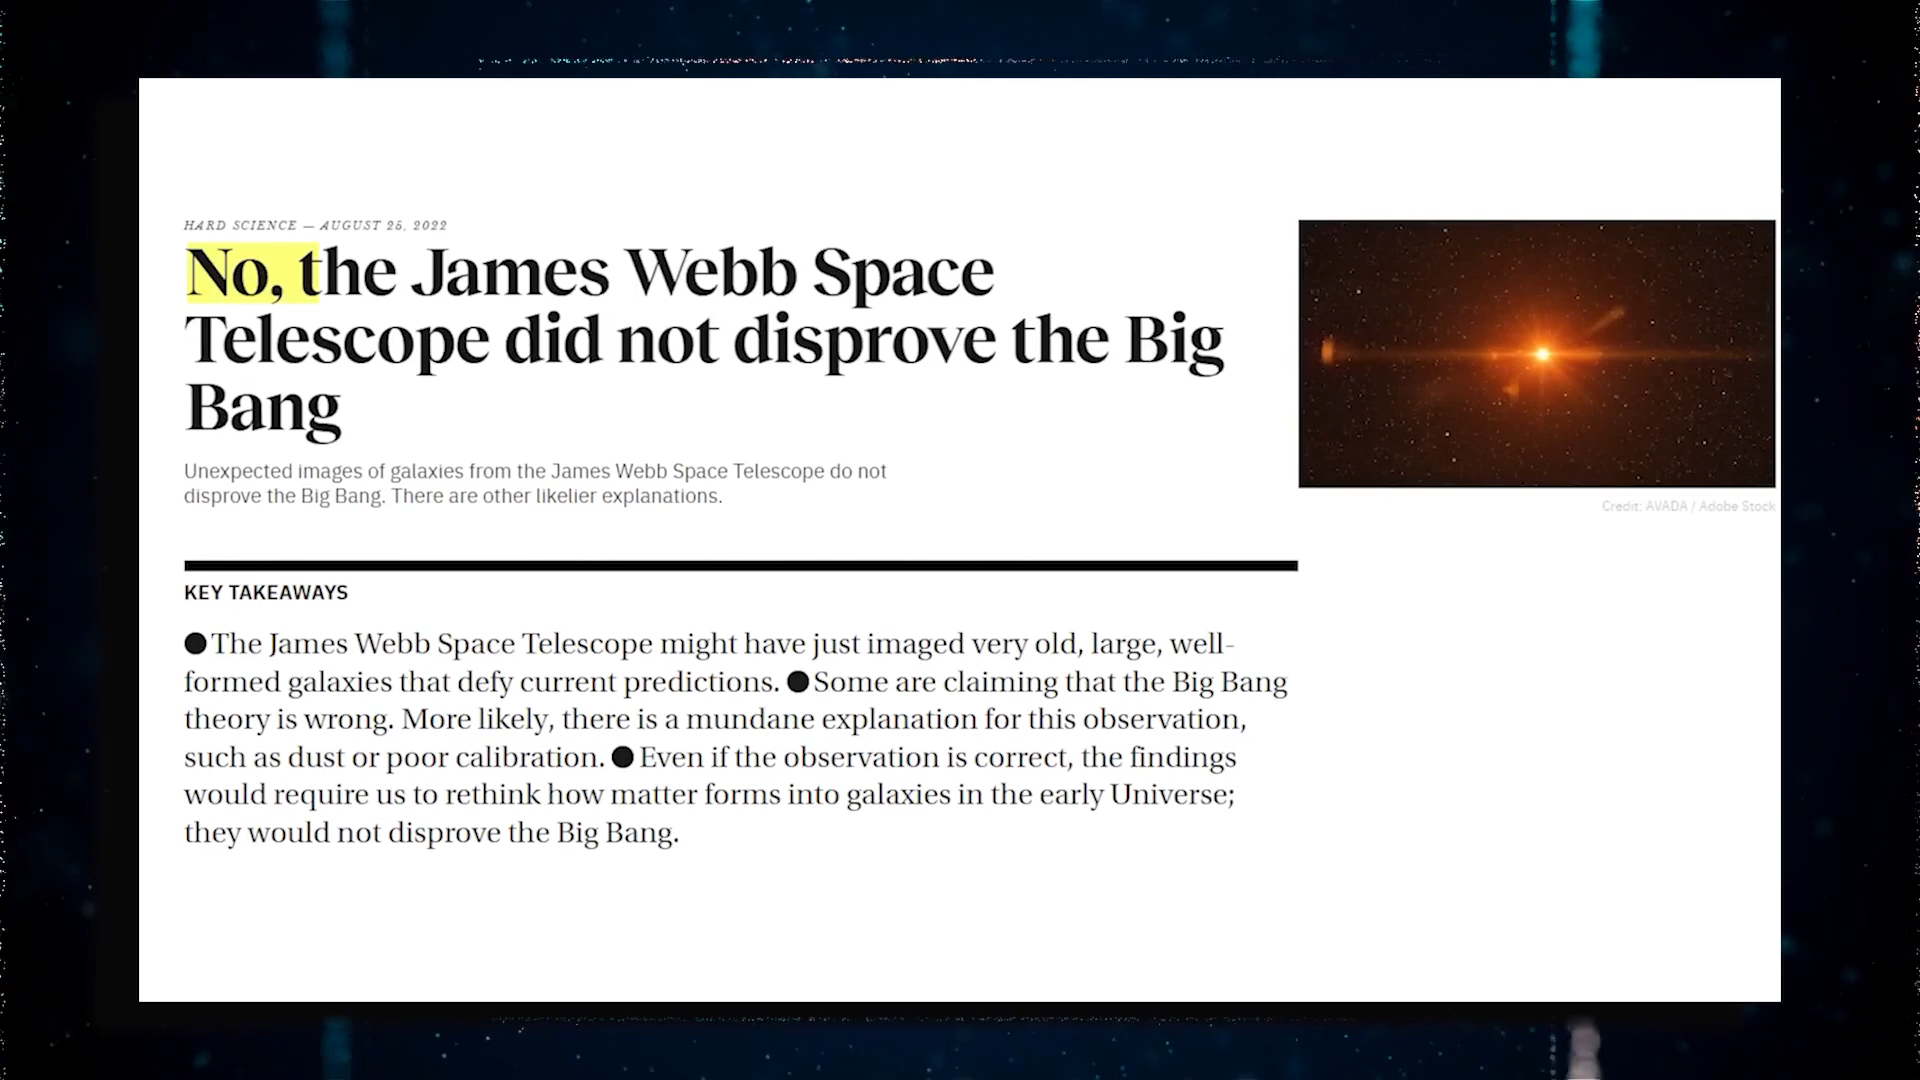 HARD SCIENCE — AUGUST 25, 2022
No, the James Webb Space
Telescope did not disprove the Big
Bang
Unexpected images of galaxies from the James Webb Space Telescope do not
disprove the Big Bang. There are other likelier explanations.
Credit: AVADA / Adobe Stock
KEY TAKEAWAYS
● The James Webb Space Telescope might have just imaged very old, large, well-
formed galaxies that defy current predictions. ● Some are claiming that the Big Bang
theory is wrong. More likely, there is a mundane explanation for this observation,
such as dust or poor calibration. ● Even if the observation is correct, the findings
would require us to rethink how matter forms into galaxies in the early Universe;
they would not disprove the Big Bang.